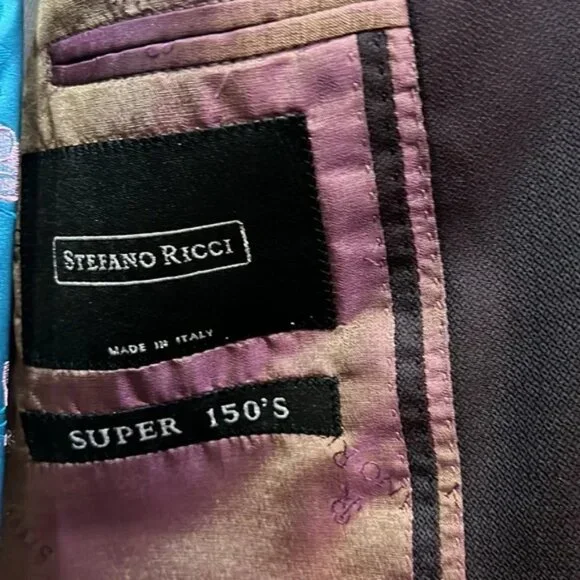 STEFANO RICCI
MADE IN ITALY
SUPER 150'S